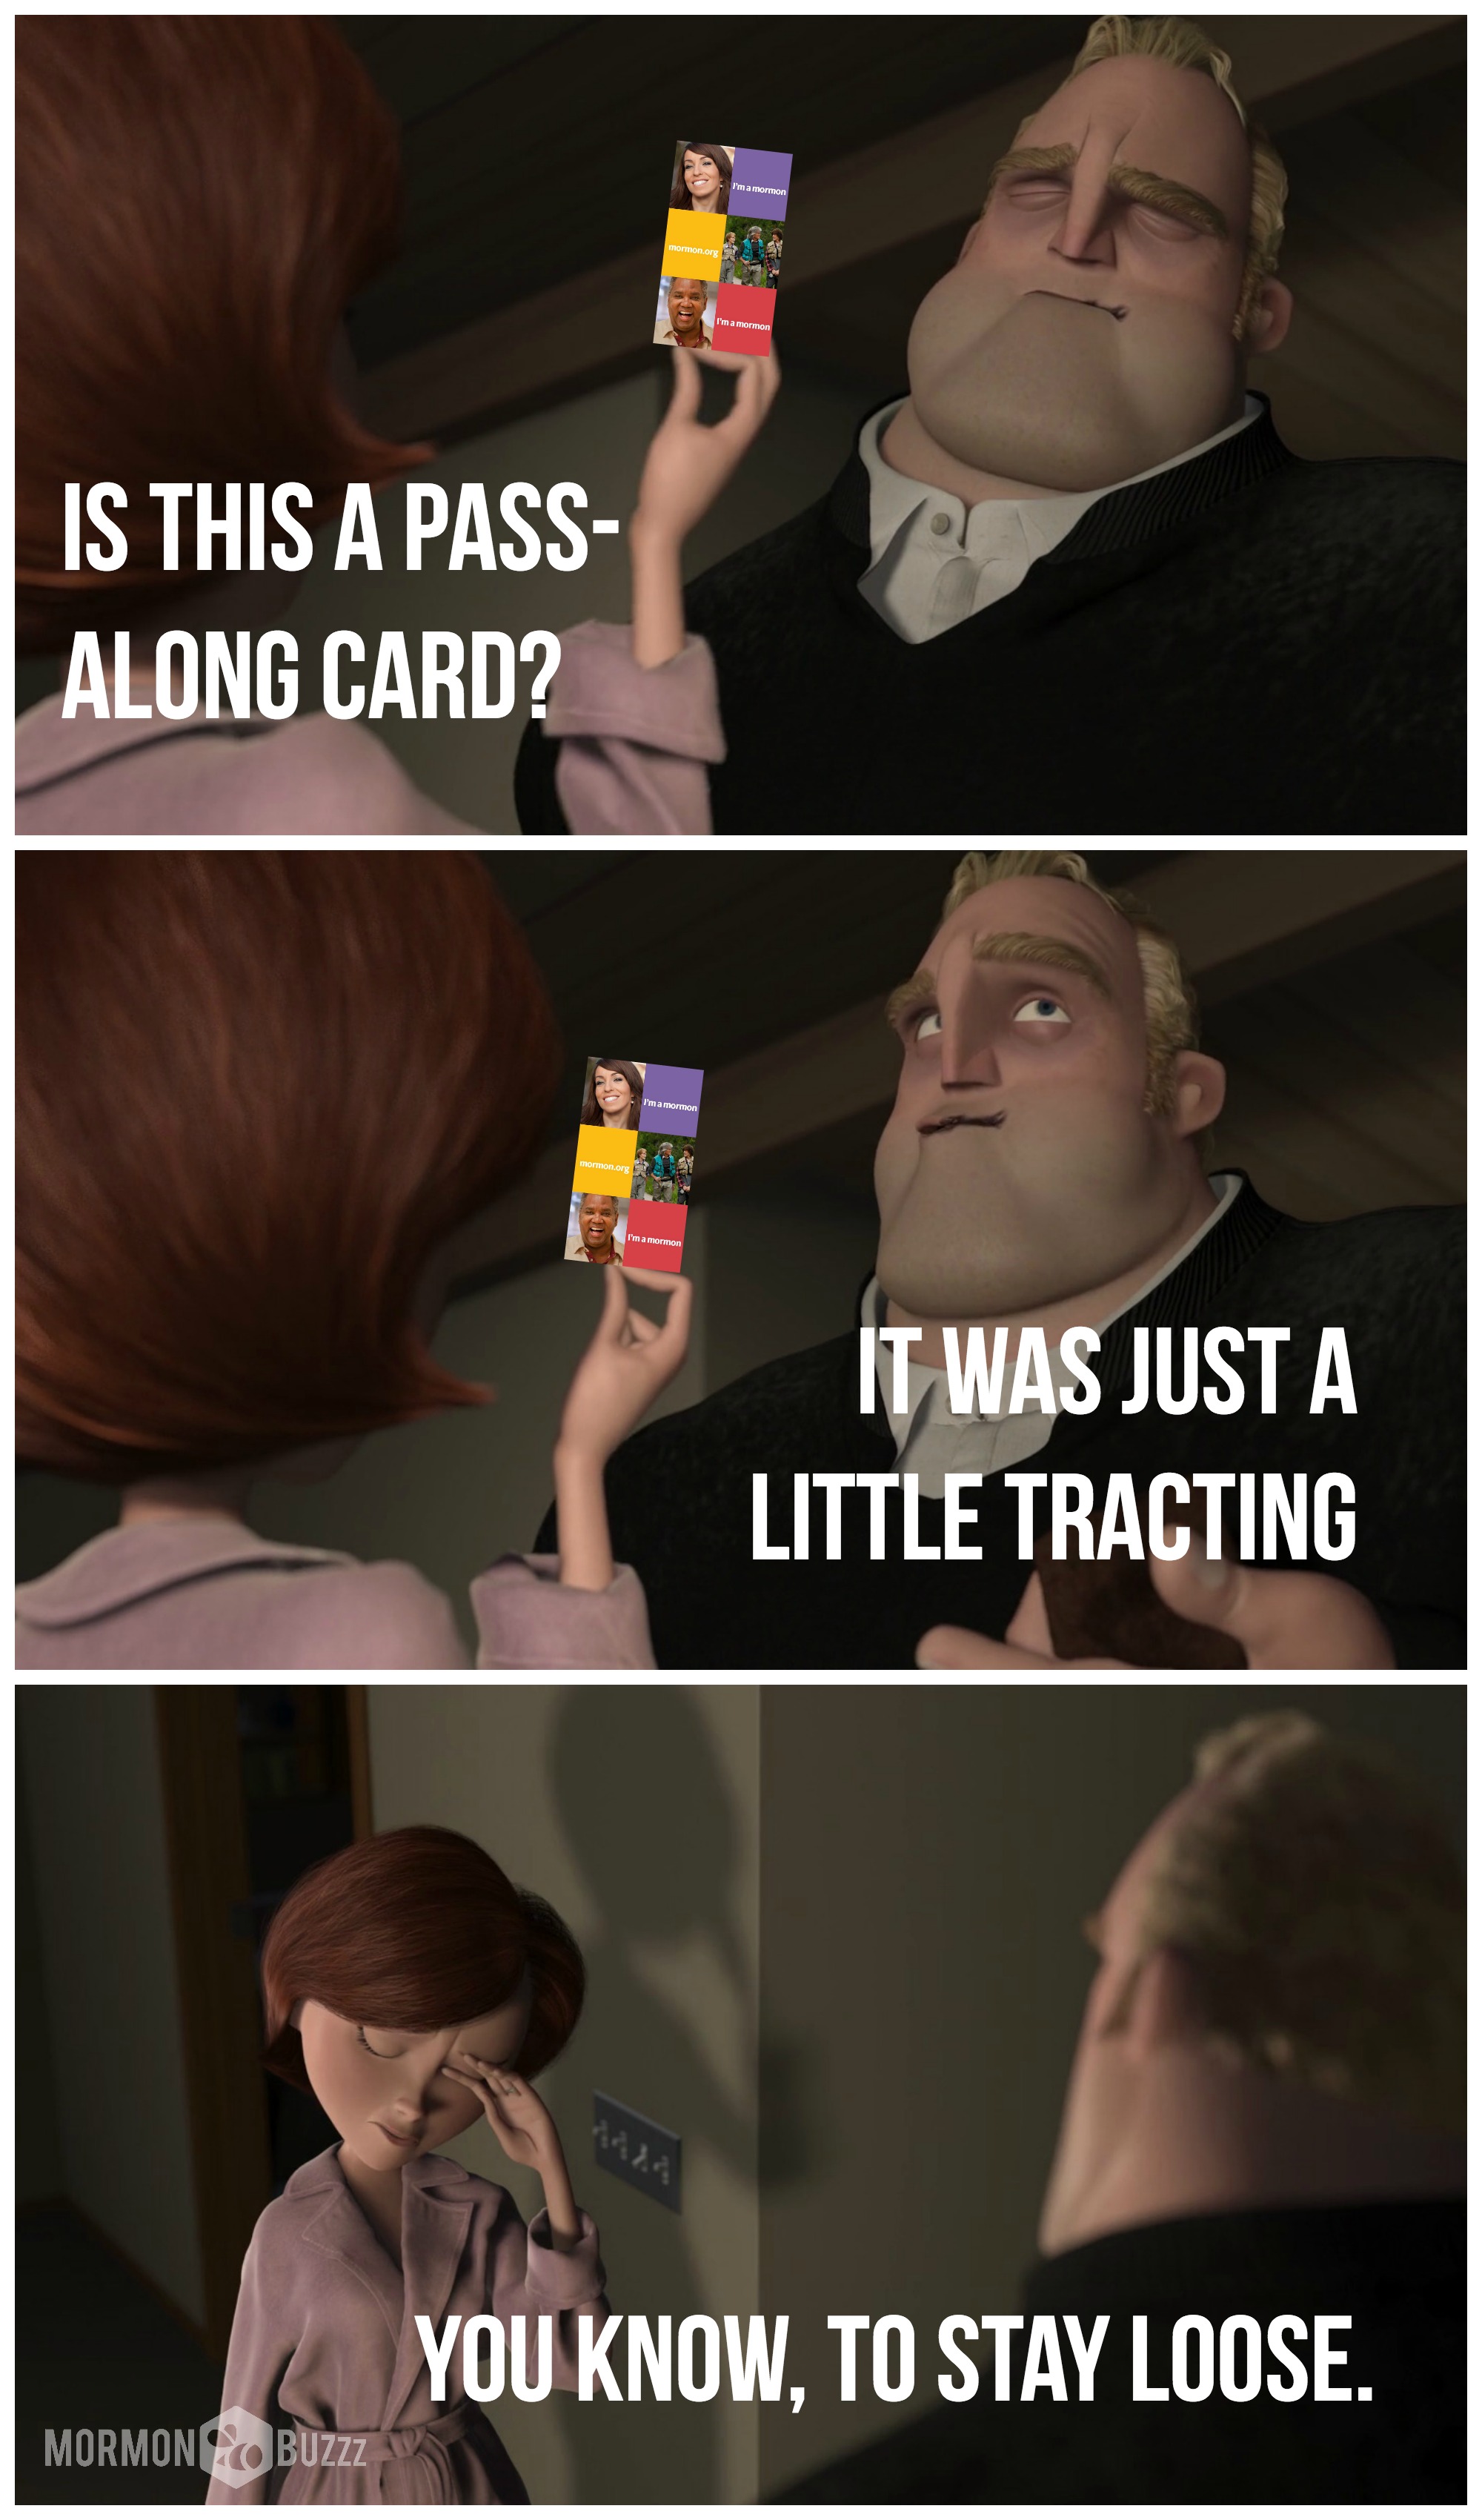 I'm a mormon
mormon.org
I'm a mormon
IS THIS A PASS-
ALONG CARD?
I'm a mormon
mormon.org
I'm a mormon
IT WAS JUST A
LITTLE TRACTING
YOU KNOW, TO STAY LOOSE.
MORMON BUZZZ